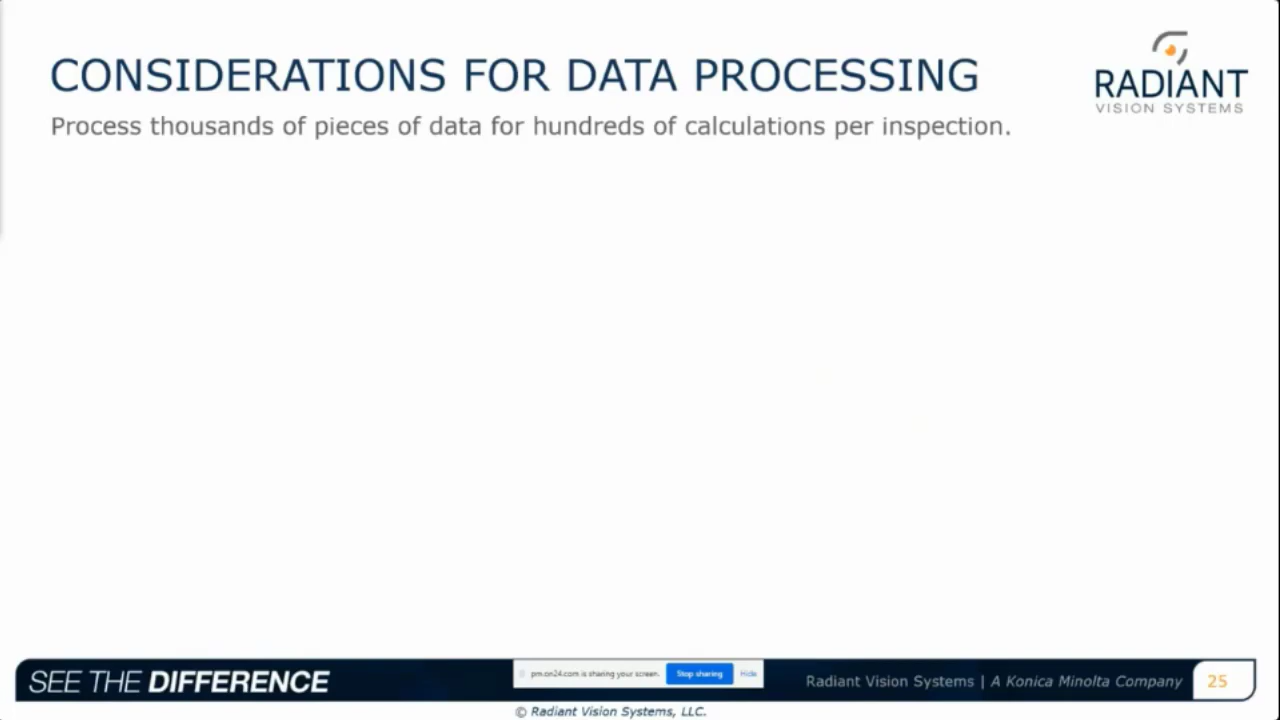 CONSIDERATIONS FOR DATA PROCESSING
Process thousands of pieces of data for hundreds of calculations per inspection.
RADIANT
VISION SYSTEMS
SEE THE DIFFERENCE
pm.on24.com is sharing your screen.
Stop sharing
Hide
Radiant Vision Systems | A Konica Minolta Company
25
© Radiant Vision Systems, LLC.